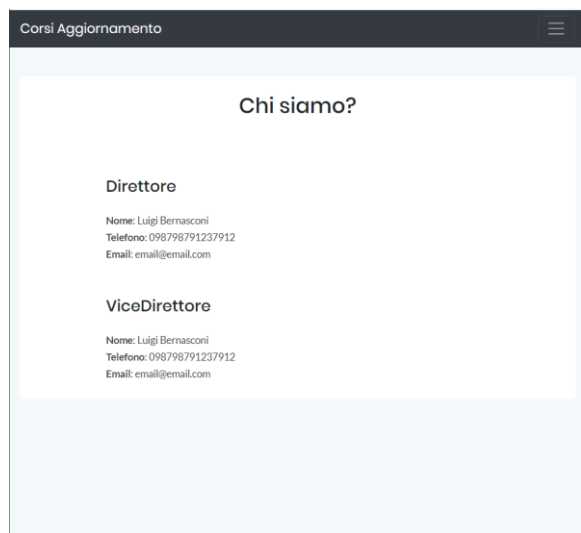 Corsi Aggiornamento
Chi siamo?
Direttore
Nome: Luigi Bernasconi
Telefono: 098798791237912
Email: email@email.com
ViceDirettore
Nome: Luigi Bernasconi
Telefono: 098798791237912
Email: email@email.com